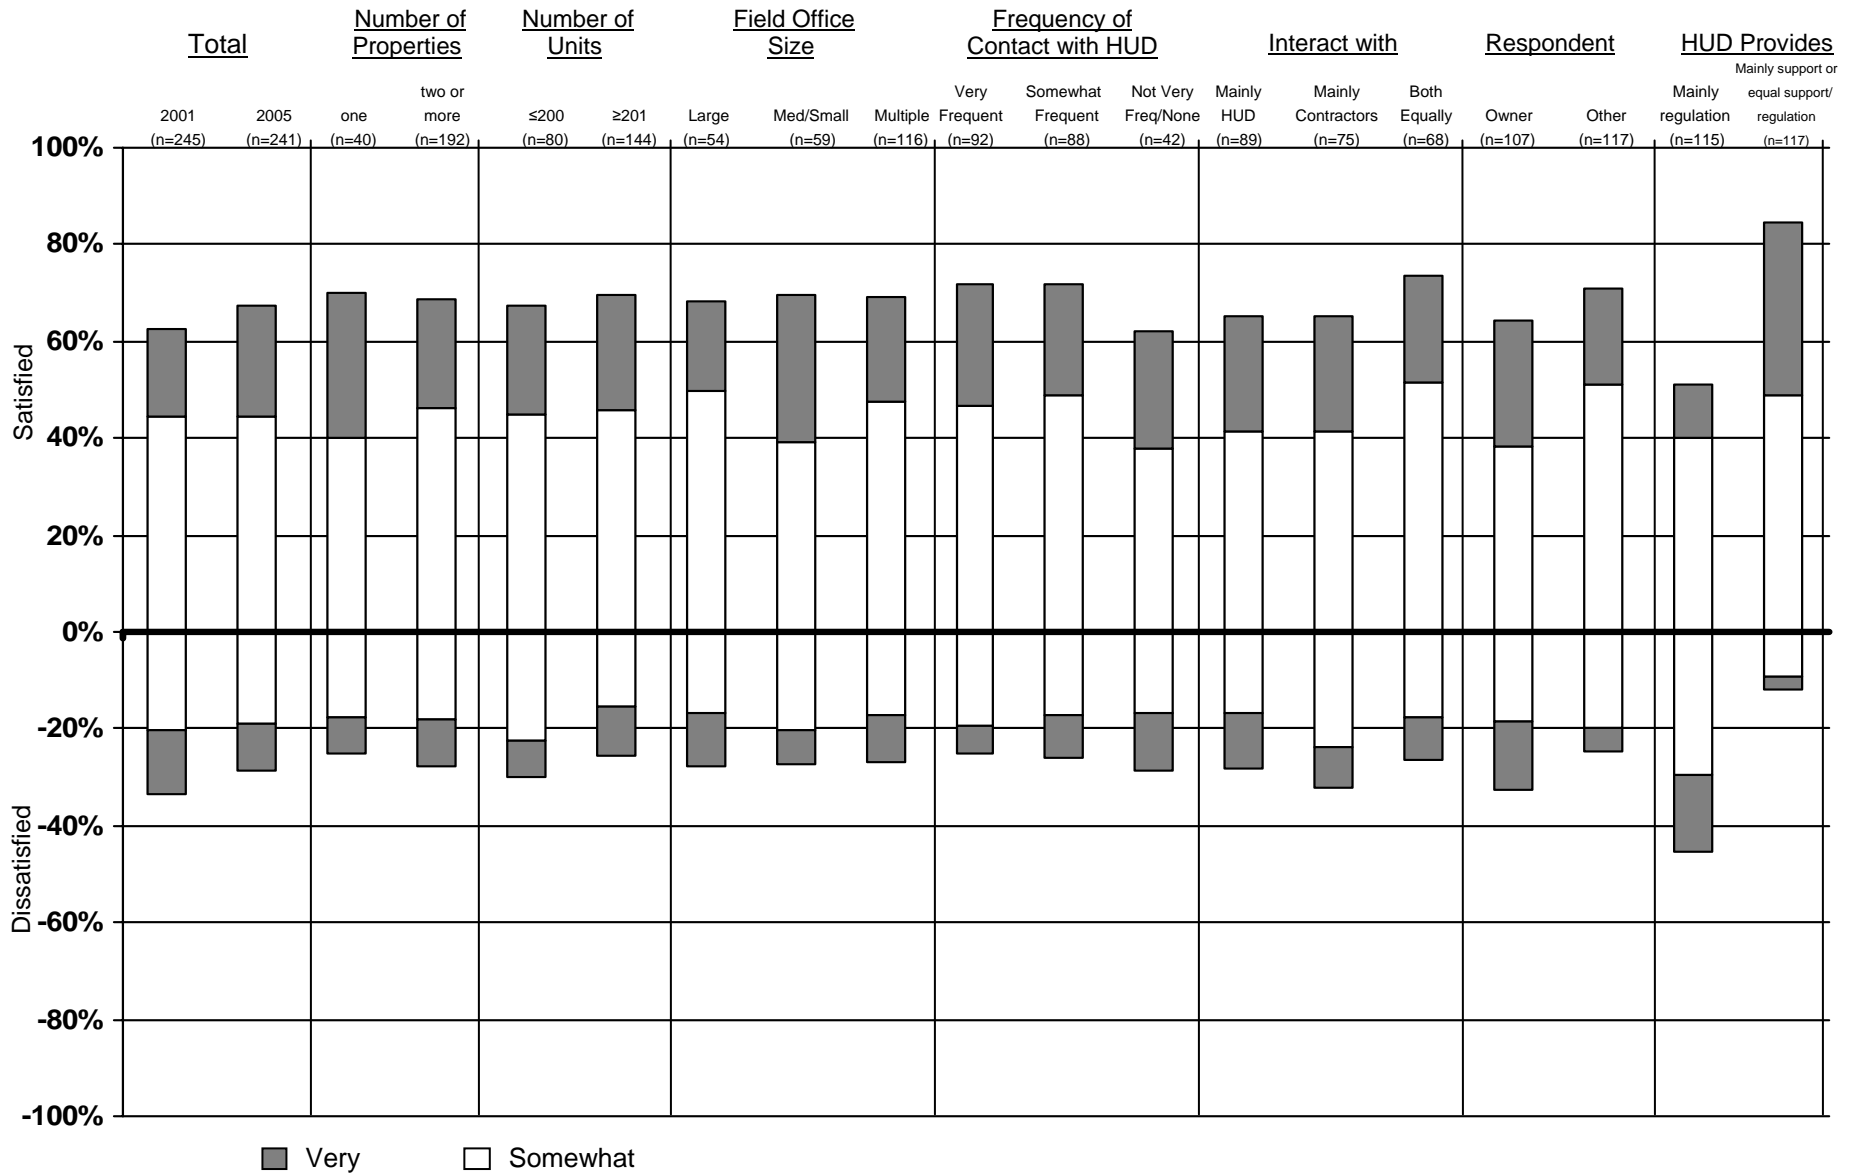 Total
Number of
Properties
Number of
Units
Field Office
Size
Frequency of
Contact with HUD
Interact with
Respondent
HUD Provides
2001
(n=245)
2005
(n=241)
one
(n=40)
two or
more
(n=192)
≤200
(n=80)
≥201
(n=144)
Large
(n=54)
Med/Small
(n=59)
Multiple
(n=116)
Very
Frequent
(n=92)
Somewhat
Frequent
(n=88)
Not Very
Freq/None
(n=42)
Mainly
HUD
(n=89)
Mainly
Contractors
(n=75)
Both
Equally
(n=68)
Owner
(n=107)
Other
(n=117)
Mainly
regulation
(n=115)
Mainly support or
equal support/
regulation
(n=117)
100%
80%
60%
40%
20%
0%
-20%
-40%
-60%
-80%
-100%
Satisfied
Dissatisfied
Very
Somewhat